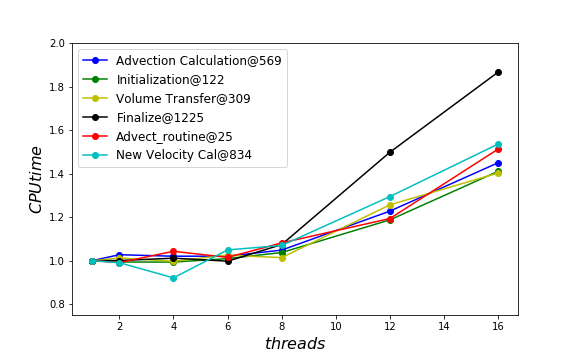 2.0
1.8
1.6
1.4
1.2
1.0
0.8
CPUtime
Advection Calculation@569
Initialization@122
Volume Transfer@309
Finalize@1225
Advect_routine@25
New Velocity Cal@834
2 4 6 8 10 12 14 16
threads